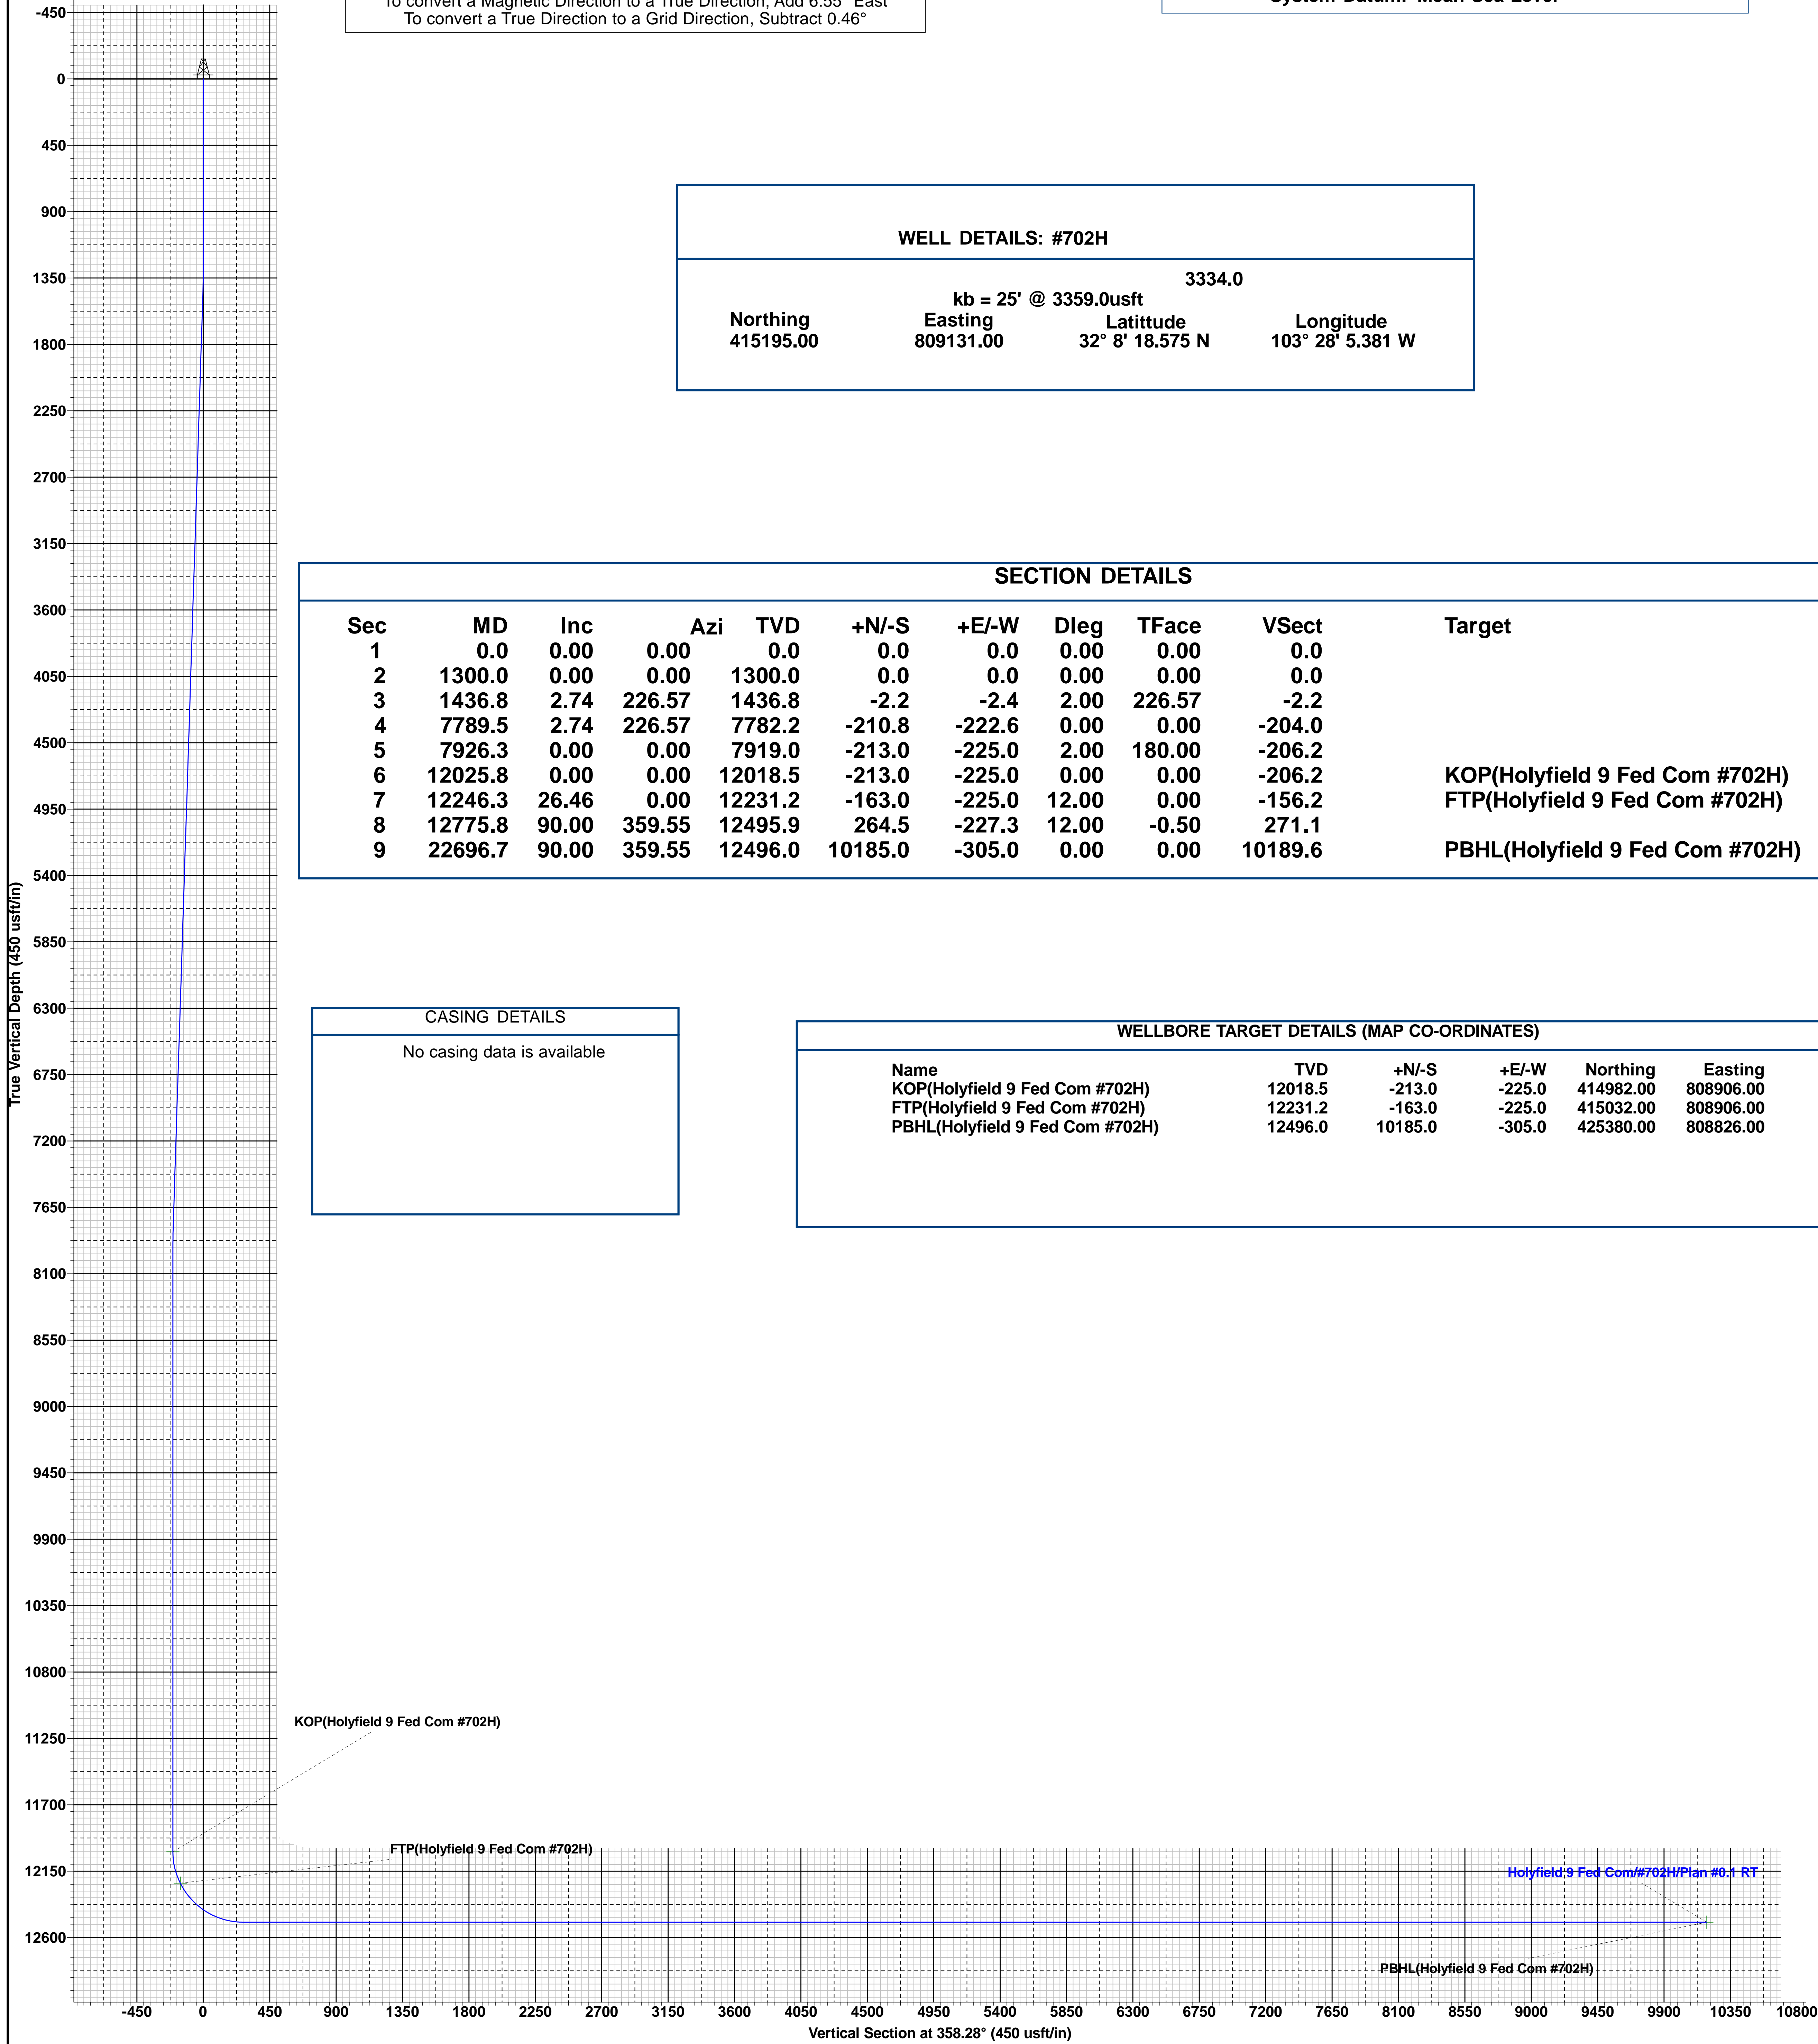 To convert a Magnetic Direction to a True Direction, Add 6.55° East
To convert a True Direction to a Grid Direction, Subtract 0.46°
System Datum: Mean Sea Level
WELL DETAILS: #702H
3334.0
kb = 25' @ 3359.0usft
Northing Easting Latittude Longitude
415195.00 809131.00 32° 8' 18.575 N 103° 28' 5.381 W
SECTION DETAILS
Sec MD Inc Azi TVD +N/-S +E/-W Dleg TFace VSect Target
1 0.0 0.00 0.00 0.0 0.0 0.0 0.00 0.00 0.0
2 1300.0 0.00 0.00 1300.0 0.0 0.0 0.00 0.00 0.0
3 1436.8 2.74 226.57 1436.8 -2.2 -2.4 2.00 226.57 -2.2
4 7789.5 2.74 226.57 7782.2 -210.8 -222.6 0.00 0.00 -204.0
5 7926.3 0.00 0.00 7919.0 -213.0 -225.0 2.00 180.00 -206.2
6 12025.8 0.00 0.00 12018.5 -213.0 -225.0 0.00 0.00 -206.2 KOP(Holyfield 9 Fed Com #702H)
7 12246.3 26.46 0.00 12231.2 -163.0 -225.0 12.00 0.00 -156.2 FTP(Holyfield 9 Fed Com #702H)
8 12775.8 90.00 359.55 12495.9 264.5 -227.3 12.00 -0.50 271.1
9 22696.7 90.00 359.55 12496.0 10185.0 -305.0 0.00 0.00 10189.6 PBHL(Holyfield 9 Fed Com #702H)
CASING DETAILS
No casing data is available
WELLBORE TARGET DETAILS (MAP CO-ORDINATES)
Name TVD +N/-S +E/-W Northing Easting
KOP(Holyfield 9 Fed Com #702H) 12018.5 -213.0 -225.0 414982.00 808906.00
FTP(Holyfield 9 Fed Com #702H) 12231.2 -163.0 -225.0 415032.00 808906.00
PBHL(Holyfield 9 Fed Com #702H) 12496.0 10185.0 -305.0 425380.00 808826.00
True Vertical Depth (450 usft/in)
-450
0
450
900
1350
1800
2250
2700
3150
3600
4050
4500
4950
5400
5850
6300
6750
7200
7650
8100
8550
9000
9450
9900
10350
10800
11250
11700
12150
12600
KOP(Holyfield 9 Fed Com #702H)
FTP(Holyfield 9 Fed Com #702H)
Holyfield 9 Fed Com/#702H/Plan #0.1 RT
PBHL(Holyfield 9 Fed Com #702H)
-450 0 450 900 1350 1800 2250 2700 3150 3600 4050 4500 4950 5400 5850 6300 6750 7200 7650 8100 8550 9000 9450 9900 10350 10800
Vertical Section at 358.28° (450 usft/in)